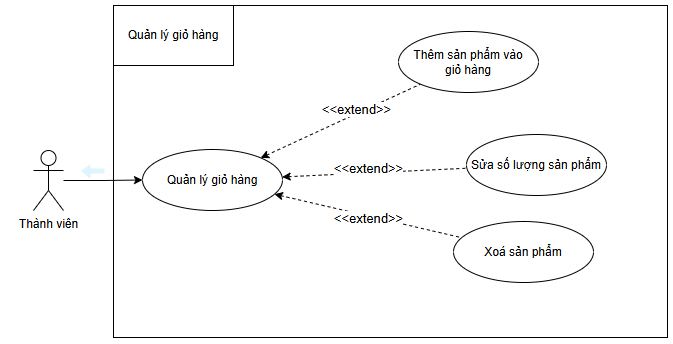 Quản lý giỏ hàng
Thêm sản phẩm vào
giỏ hàng
<<extend>>
Sửa số lượng sản phẩm
<<extend>>
Quản lý giỏ hàng
<<extend>>
Thành viên
Xoá sản phẩm